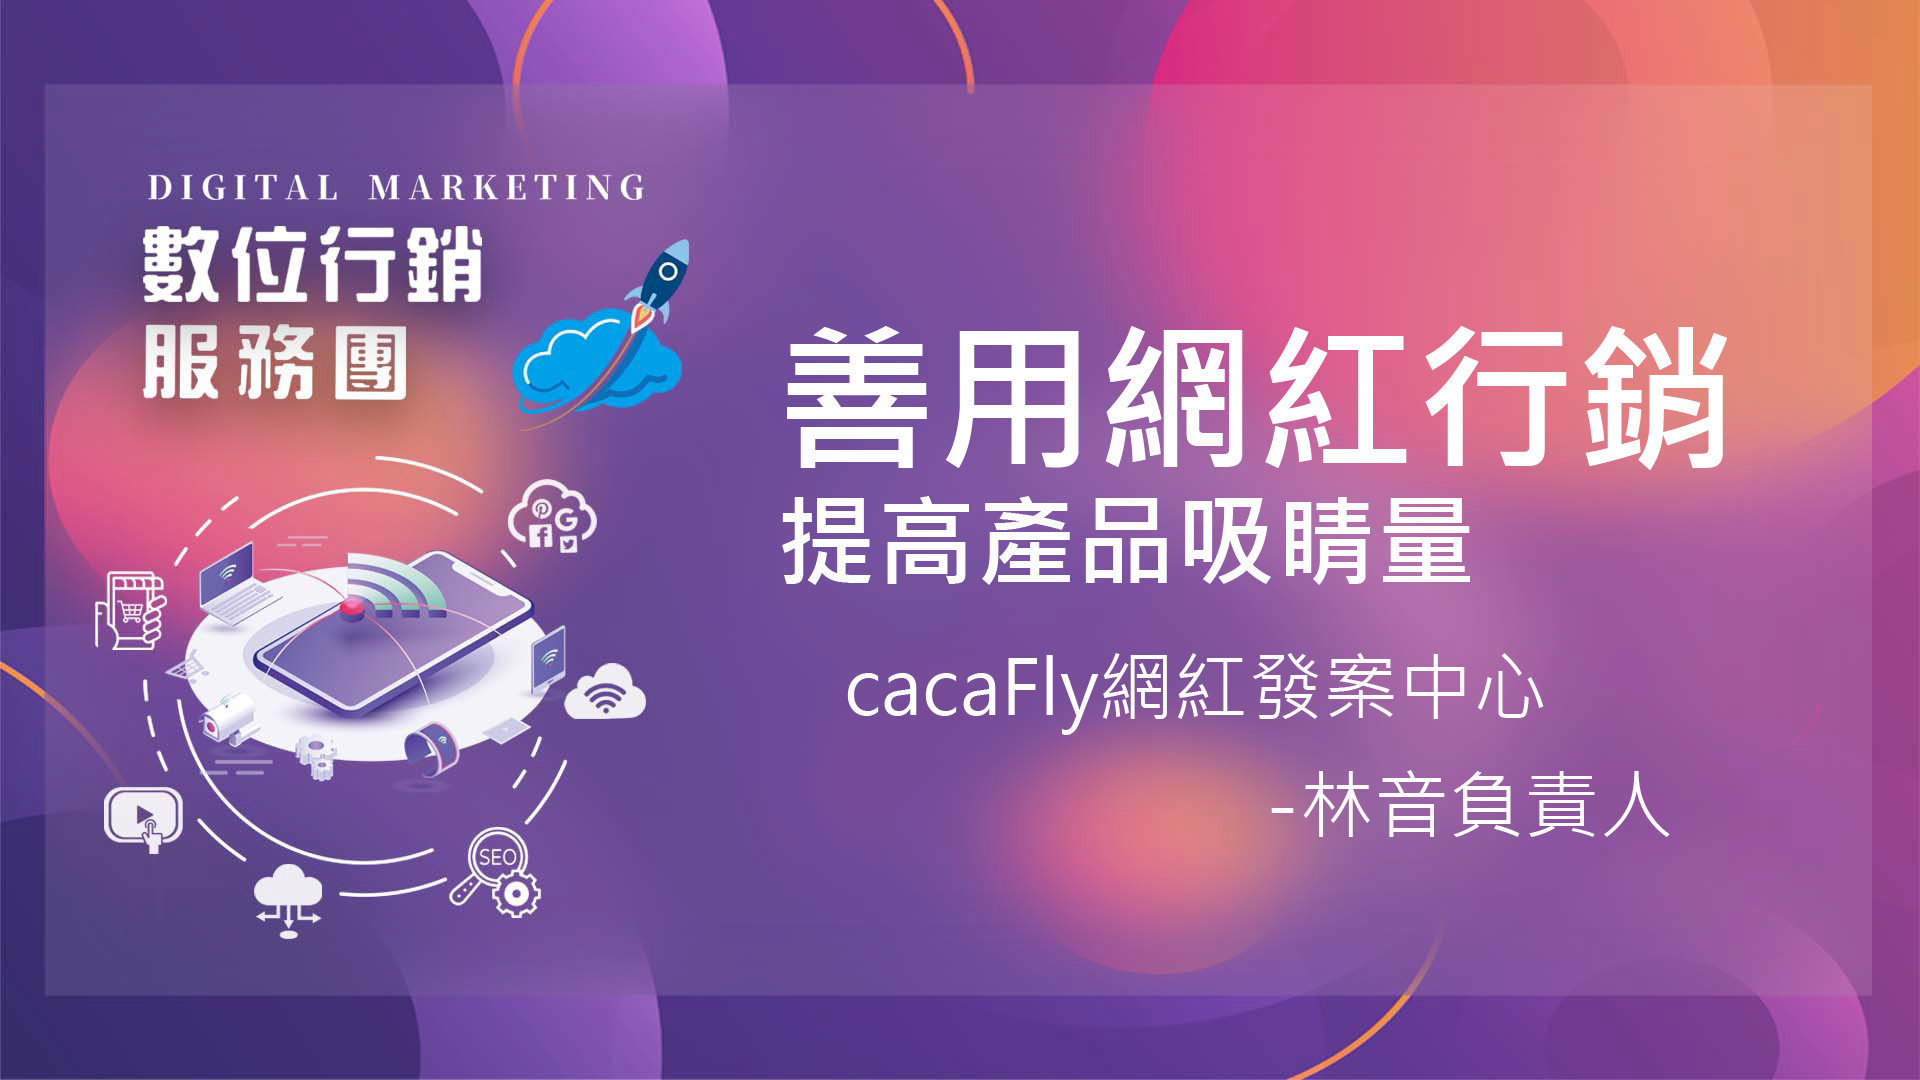 DIGITAL MARKETING
數位行銷
服務團
善用網紅行銷
提高產品吸睛量
cacaFly網紅發案中心
-林音負責人
SEO